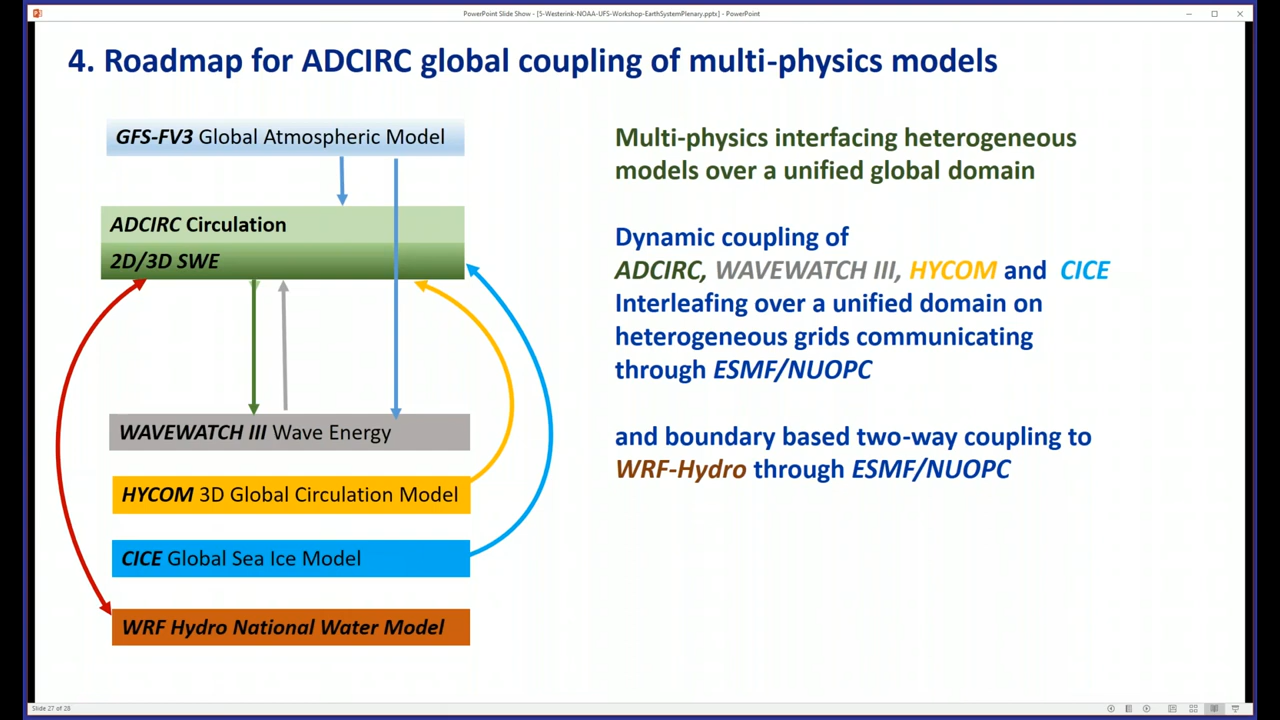 PowerPoint Slide Show - [5-Westerink-NOAA-UFS-Workshop-EarthSystemPlenary.pptx] - PowerPoint
4. Roadmap for ADCIRC global coupling of multi-physics models
GFS-FV3 Global Atmospheric Model
ADCIRC Circulation
2D/3D SWE
WAVEWATCH III Wave Energy
HYCOM 3D Global Circulation Model
CICE Global Sea Ice Model
WRF Hydro National Water Model
Multi-physics interfacing heterogeneous
models over a unified global domain
Dynamic coupling of
ADCIRC, WAVEWATCH III, HYCOM and CICE
Interleafing over a unified domain on
heterogeneous grids communicating
through ESMF/NUOPC
and boundary based two-way coupling to
WRF-Hydro through ESMF/NUOPC
Slide 27 of 28